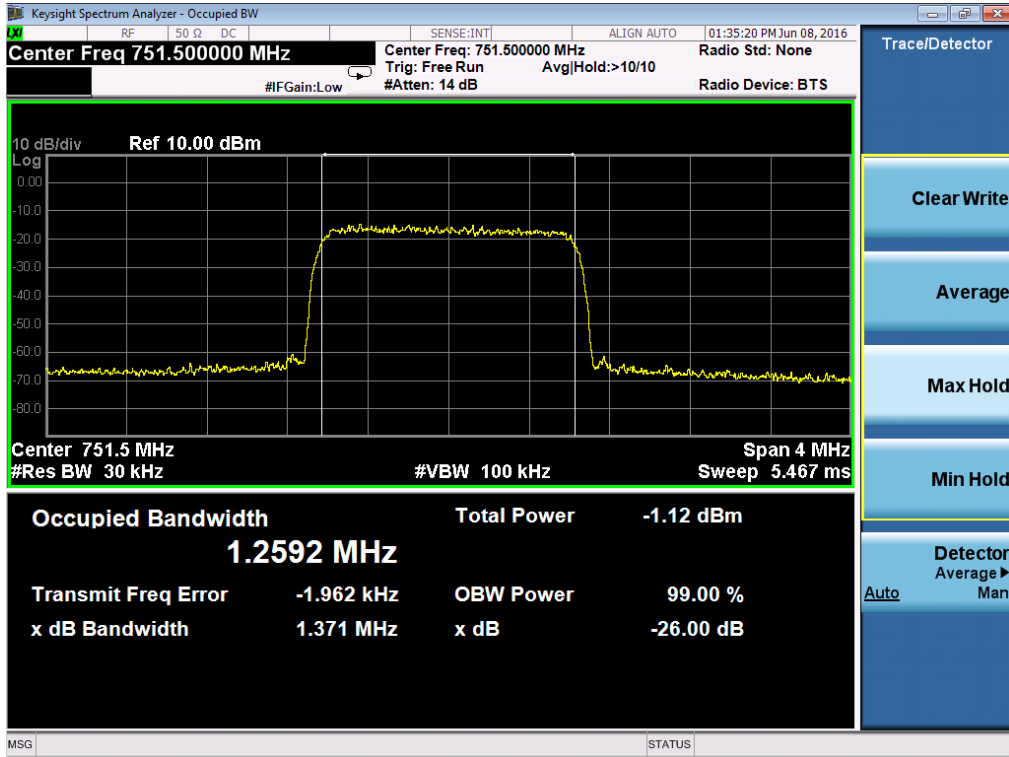 Keysight Spectrum Analyzer - Occupied BW
LXI RF 50 Ω DC SENSE:INT ALIGN AUTO 01:35:20 PM Jun 08, 2016
Center Freq 751.500000 MHz
Center Freq: 751.500000 MHz Radio Std: None
Trig: Free Run Avg|Hold:>10/10
#IFGain:Low #Atten: 14 dB Radio Device: BTS
10 dB/div Ref 10.00 dBm
Log
0.00
-10.0
-20.0
-30.0
-40.0
-50.0
-60.0
-70.0
-80.0
Center 751.5 MHz Span 4 MHz
#Res BW 30 kHz #VBW 100 kHz Sweep 5.467 ms
Occupied Bandwidth Total Power -1.12 dBm
1.2592 MHz
Transmit Freq Error -1.962 kHz OBW Power 99.00 %
x dB Bandwidth 1.371 MHz x dB -26.00 dB
MSG STATUS
Trace/Detector
Clear Write
Average
Max Hold
Min Hold
Detector
Average
Auto Man